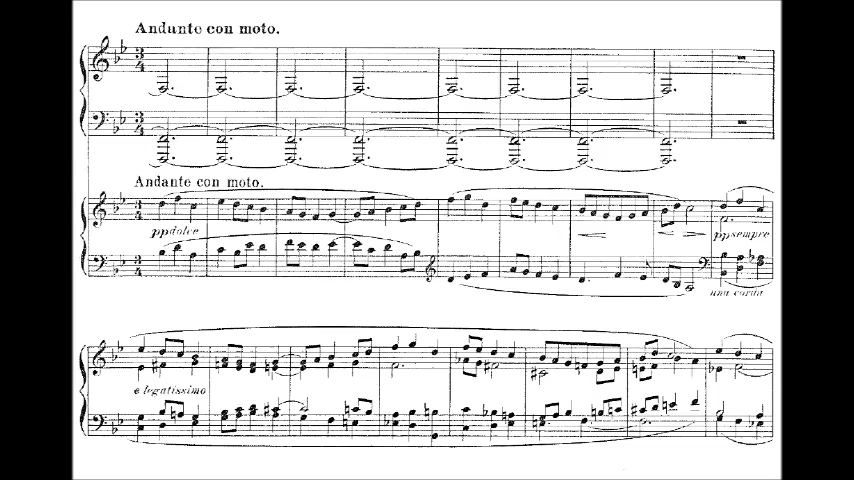 Andante con moto.
Andante con moto.
pp dolce
pp sempre
una corda
e legatissimo